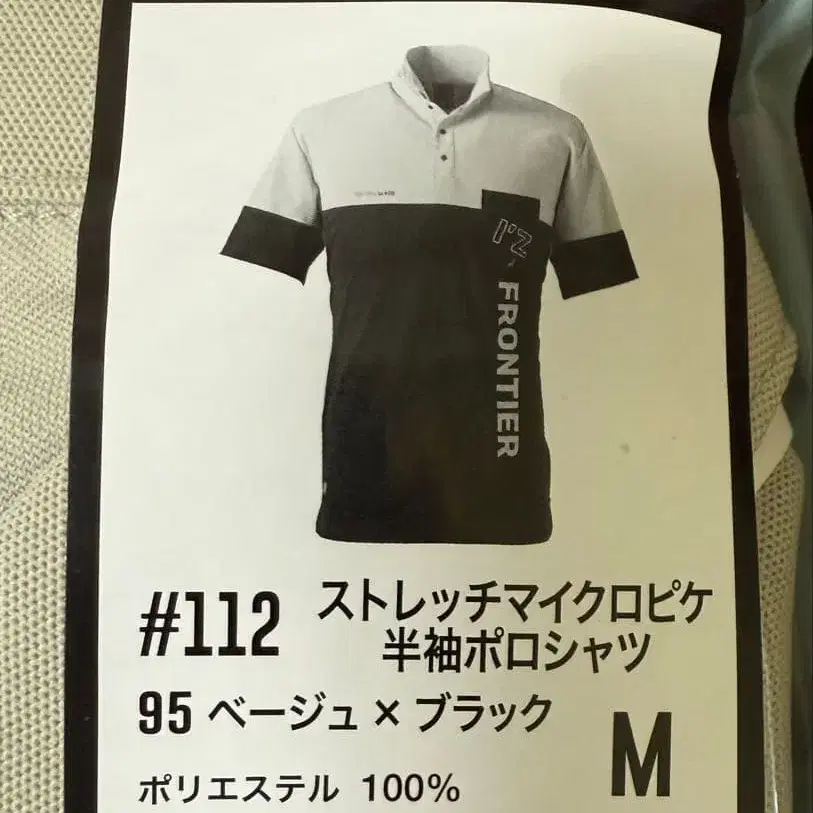 I'Z
FRONTIER
#112 ストレッチマイクロピケ
半袖ポロシャツ
95 ベージュ × ブラック
M
ポリエステル 100%